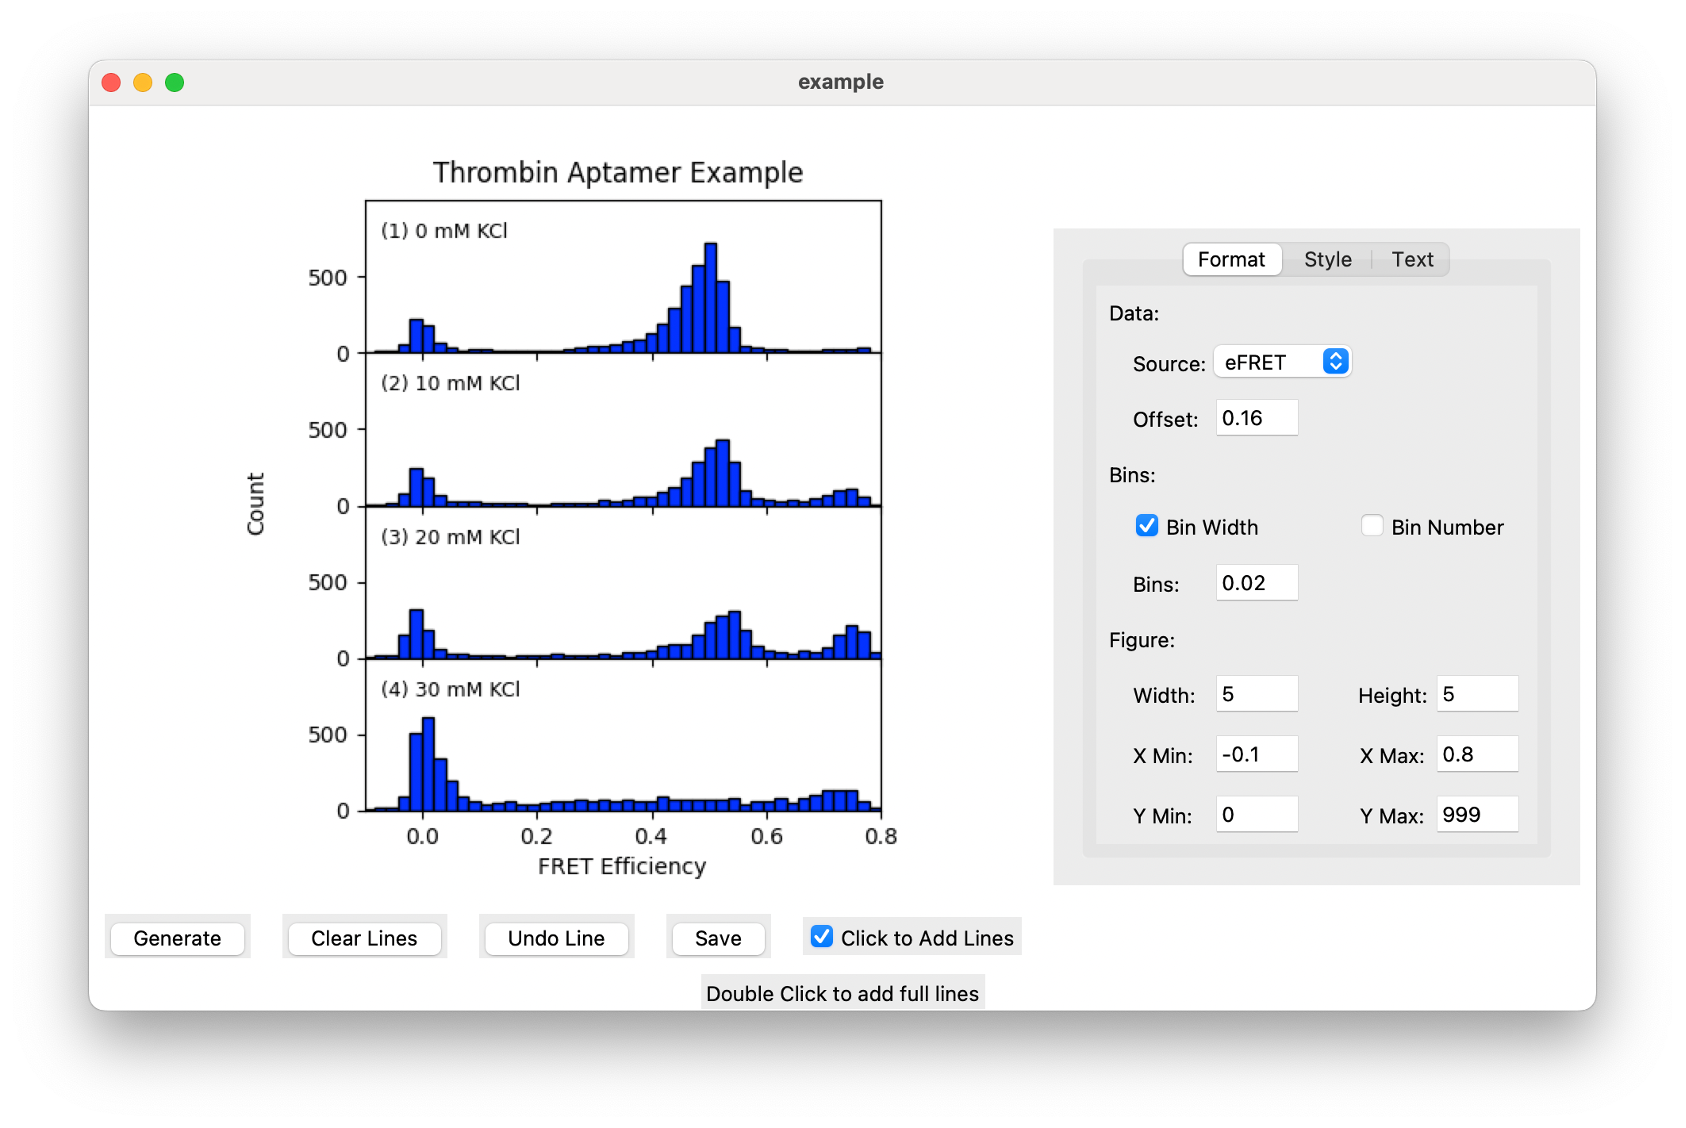 example
Thrombin Aptamer Example
(1) 0 mM KCl
500
0
(2) 10 mM KCl
500
0
Count
(3) 20 mM KCl
500
0
(4) 30 mM KCl
500
0
0.0 0.2 0.4 0.6 0.8
FRET Efficiency
Format Style Text
Data:
Source: eFRET
Offset: 0.16
Bins:
Bin Width Bin Number
Bins: 0.02
Figure:
Width: 5 Height: 5
X Min: -0.1 X Max: 0.8
Y Min: 0 Y Max: 999
Generate Clear Lines Undo Line Save Click to Add Lines
Double Click to add full lines